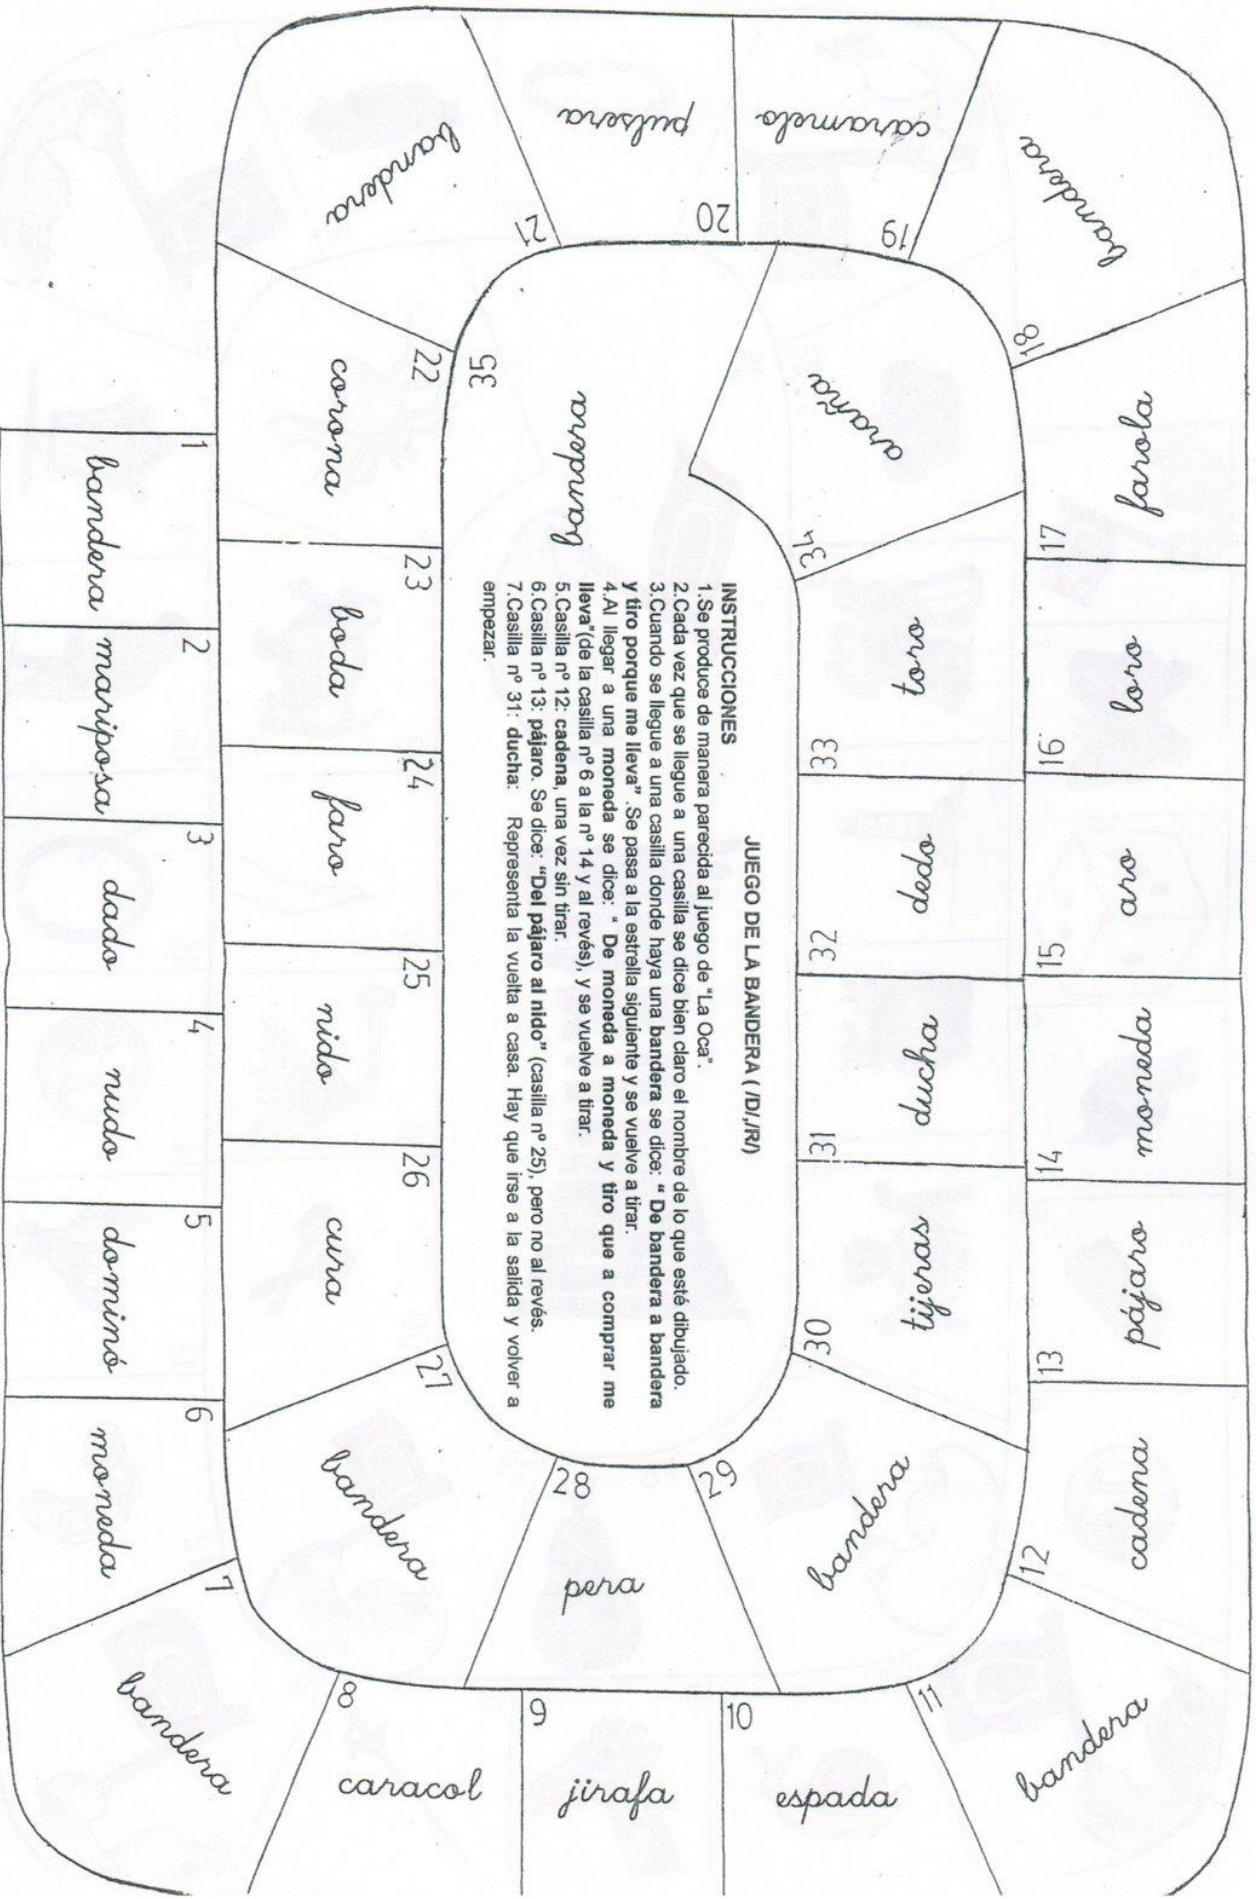 1 bandera
2 mariposa
3 dado
4 nudo
5 dominó
6 moneda
7 bandera
8 caracol
9 jirafa
10 espada
11 bandera
12 cadena
13 pájaro
14 moneda
15 aro
16 loro
17 farola
18 bandera
19 caramelo
20 pulsera
21 bandera
22 corona
23 boda
24 faro
25 nido
26 cura
27 bandera
28 pera
29 bandera
30 tijeras
31 ducha
32 dedo
33 toro
34 araña
35 bandera
JUEGO DE LA BANDERA ( /D/,/R/)
INSTRUCCIONES
1.Se produce de manera parecida al juego de "La Oca".
2.Cada vez que se llegue a una casilla se dice bien claro el nombre de lo que esté dibujado.
3.Cuando se llegue a una casilla donde haya una bandera se dice: " De bandera a bandera
y tiro porque me lleva" .Se pasa a la estrella siguiente y se vuelve a tirar.
4.Al llegar a una moneda se dice: " De moneda a moneda y tiro que a comprar me
lleva"(de la casilla nº 6 a la nº 14 y al revés), y se vuelve a tirar.
5.Casilla nº 12: cadena, una vez sin tirar.
6.Casilla nº 13: pájaro. Se dice: "Del pájaro al nido" (casilla nº 25), pero no al revés.
7.Casilla nº 31: ducha: Representa la vuelta a casa. Hay que irse a la salida y volver a
empezar.